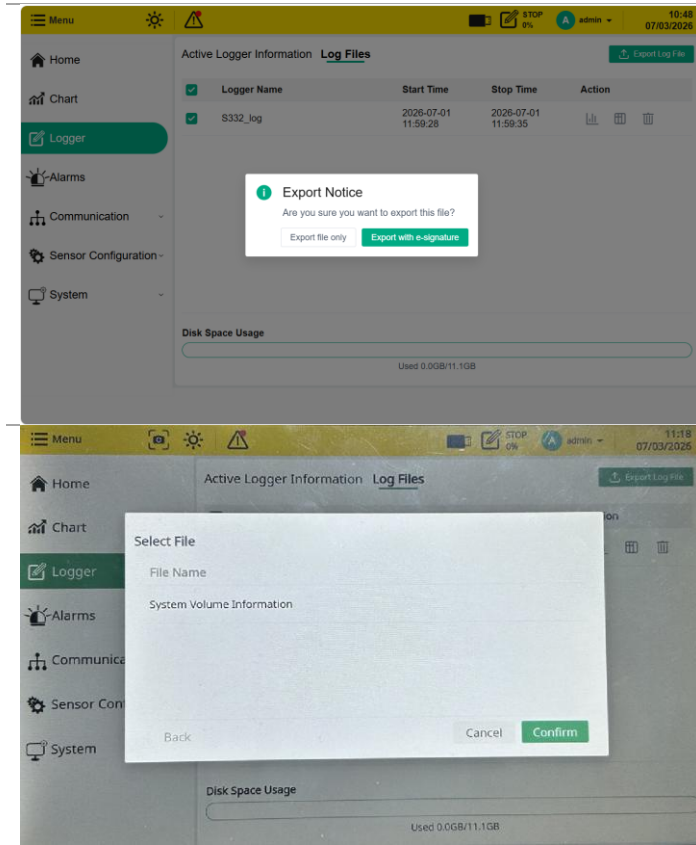 Menu
STOP
0%
A
admin
10:48
07/03/2026
Home
Active Logger Information Log Files
Export Log File
Logger Name Start Time Stop Time Action
Chart
S332_log
2026-07-01
11:59:28
2026-07-01
11:59:35
Logger
Alarms
Export Notice
Are you sure you want to export this file?
Export file only Export with e-signature
Communication
Sensor Configuration
System
Disk Space Usage
Used 0.0GB/11.1GB
Menu
STOP
0%
A
admin
11:18
07/03/2026
Home
Active Logger Information Log Files
Export Log File
Chart
ion
Select File
File Name
Logger
System Volume Information
Alarms
Communica
Sensor Con
Back
Cancel Confirm
System
Disk Space Usage
Used 0.0GB/11.1GB